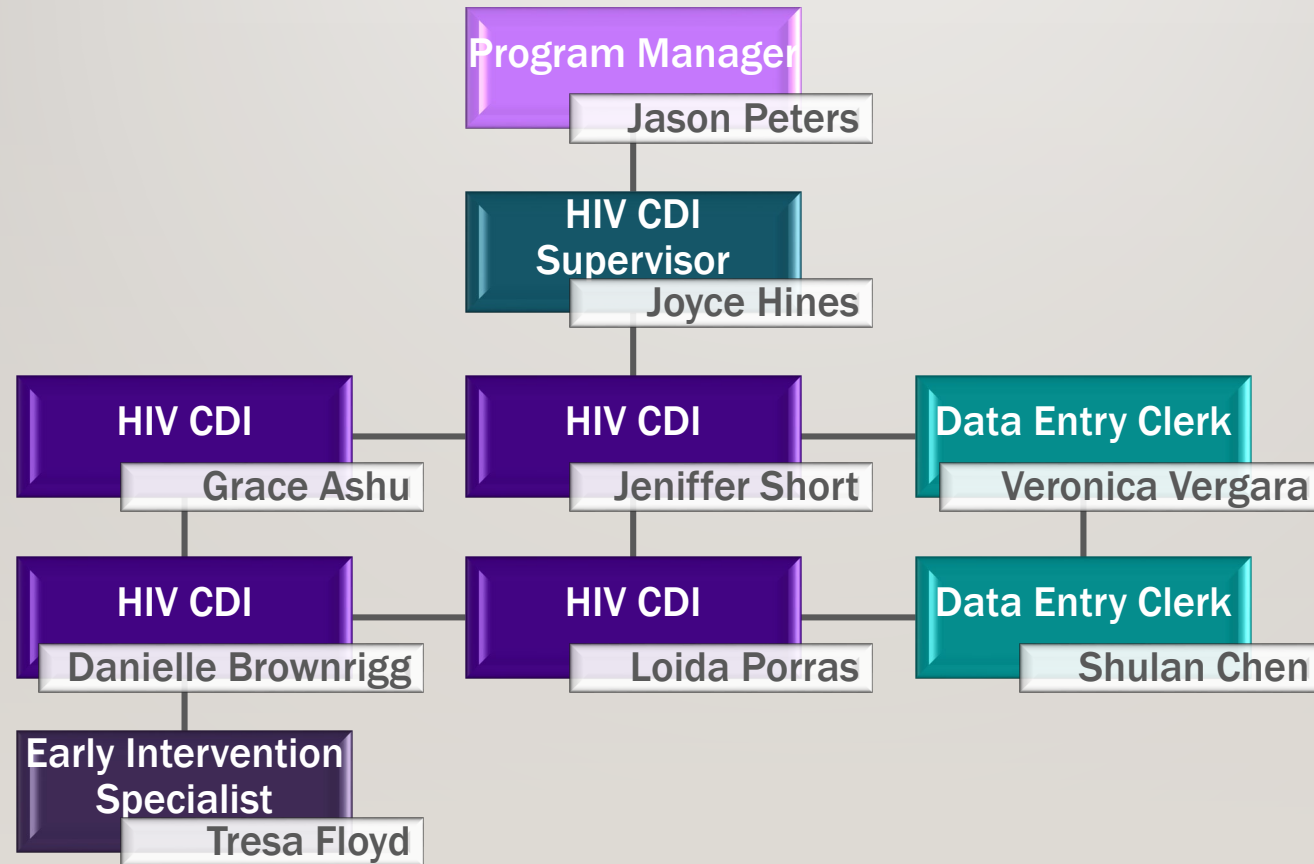 Program Manager
Jason Peters
HIV CDI
Supervisor
Joyce Hines
HIV CDI
Grace Ashu
HIV CDI
Jeniffer Short
Data Entry Clerk
Veronica Vergara
HIV CDI
Danielle Brownrigg
HIV CDI
Loida Porras
Data Entry Clerk
Shulan Chen
Early Intervention
Specialist
Tresa Floyd